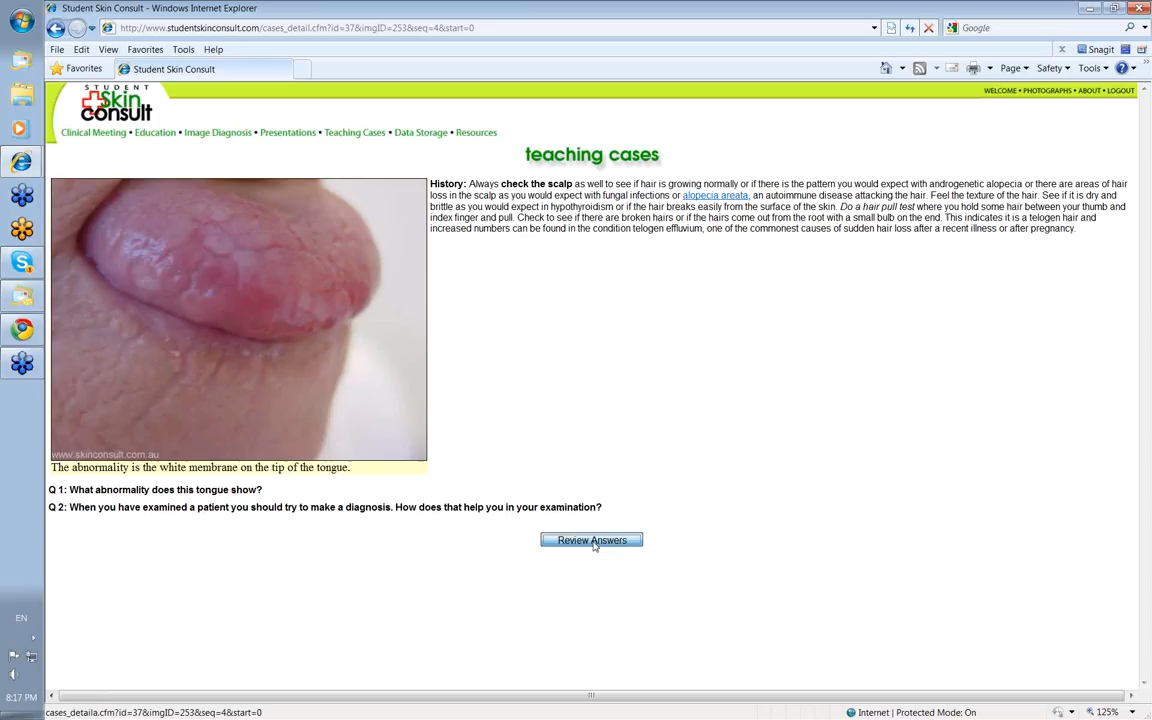 Student Skin Consult - Windows Internet Explorer
http://www.studentskinconsult.com/cases_detail.cfm?id=37&imgID=253&seq=4&start=0
Google
File Edit View Favorites Tools Help
x Snagit
Favorites Student Skin Consult
Page Safety Tools
STUDENT
Skin
consult
WELCOME • PHOTOGRAPHS • ABOUT • LOGOUT
Clinical Meeting • Education • Image Diagnosis • Presentations • Teaching Cases • Data Storage • Resources
teaching cases
History: Always check the scalp as well to see if hair is growing normally or if there is the pattern you would expect with androgenetic alopecia or there are areas of hair
loss in the scalp as you would expect with fungal infections or alopecia areata, an autoimmune disease attacking the hair. Feel the texture of the hair. See if it is dry and
brittle as you would expect in hypothyroidism or if the hair breaks easily from the surface of the skin. Do a hair pull test where you hold some hair between your thumb and
index finger and pull. Check to see if there are broken hairs or if the hairs come out from the root with a small bulb on the end. This indicates it is a telogen hair and
increased numbers can be found in the condition telogen effluvium, one of the commonest causes of sudden hair loss after a recent illness or after pregnancy.
www.skinconsult.com.au
The abnormality is the white membrane on the tip of the tongue.
Q 1: What abnormality does this tongue show?
Q 2: When you have examined a patient you should try to make a diagnosis. How does that help you in your examination?
Review Answers
EN
8:17 PM
cases_detaila.cfm?id=37&imgID=253&seq=4&start=0
Internet | Protected Mode: On
125%